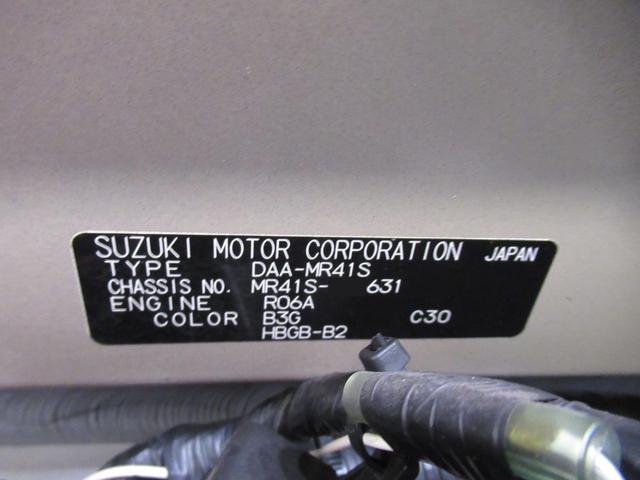 SUZUKI MOTOR CORPORATION JAPAN
TYPE DAA-MR41S
CHASSIS NO. MR41S- 631
ENGINE R06A
COLOR B3G C30
HBGB-B2